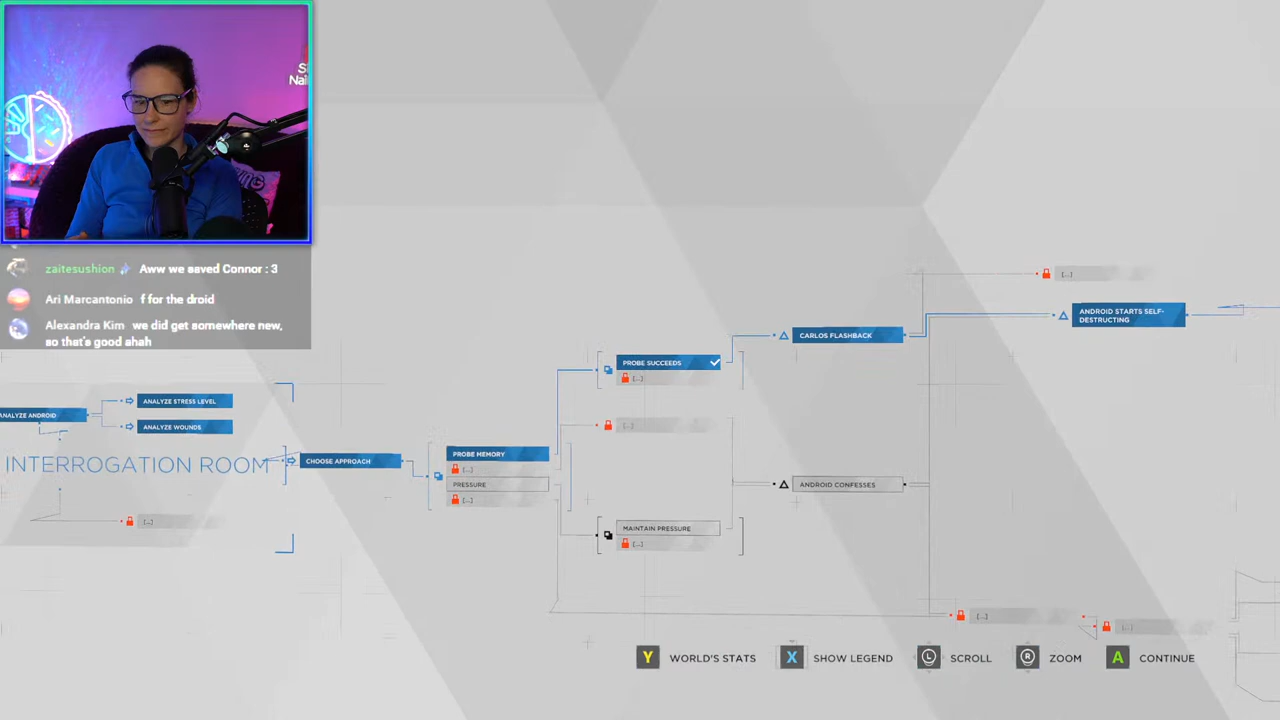 zaitesushion Aww we saved Connor : 3
Ari Marcantonio f for the droid
Alexandra Kim we did get somewhere new,
so that's good ahah
ANALYZE ANDROID
ANALYZE STRESS LEVEL
ANALYZE WOUNDS
INTERROGATION ROOM
[...]
CHOOSE APPROACH
PROBE MEMORY
[...]
PRESSURE
[...]
PROBE SUCCEEDS
[...]
[...]
MAINTAIN PRESSURE
[...]
CARLOS FLASHBACK
ANDROID CONFESSES
[...]
ANDROID STARTS SELF-
DESTRUCTING
[...]
[...]
Y WORLD'S STATS
X SHOW LEGEND
L SCROLL
R ZOOM
A CONTINUE